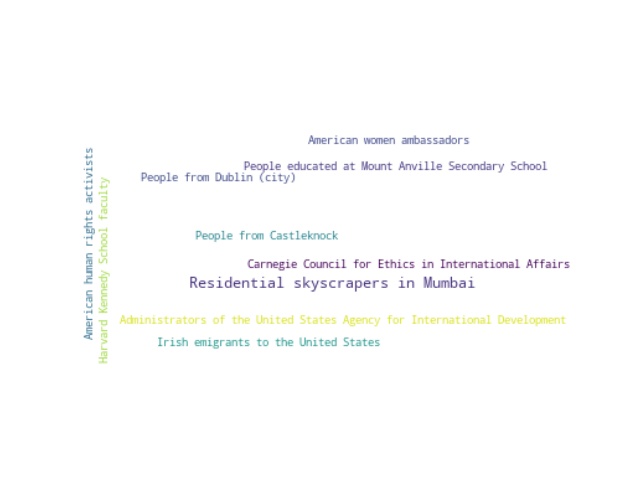 American women ambassadors
People educated at Mount Anville Secondary School
People from Dublin (city)
American human rights activists
Harvard Kennedy School faculty
People from Castleknock
Carnegie Council for Ethics in International Affairs
Residential skyscrapers in Mumbai
Administrators of the United States Agency for International Development
Irish emigrants to the United States